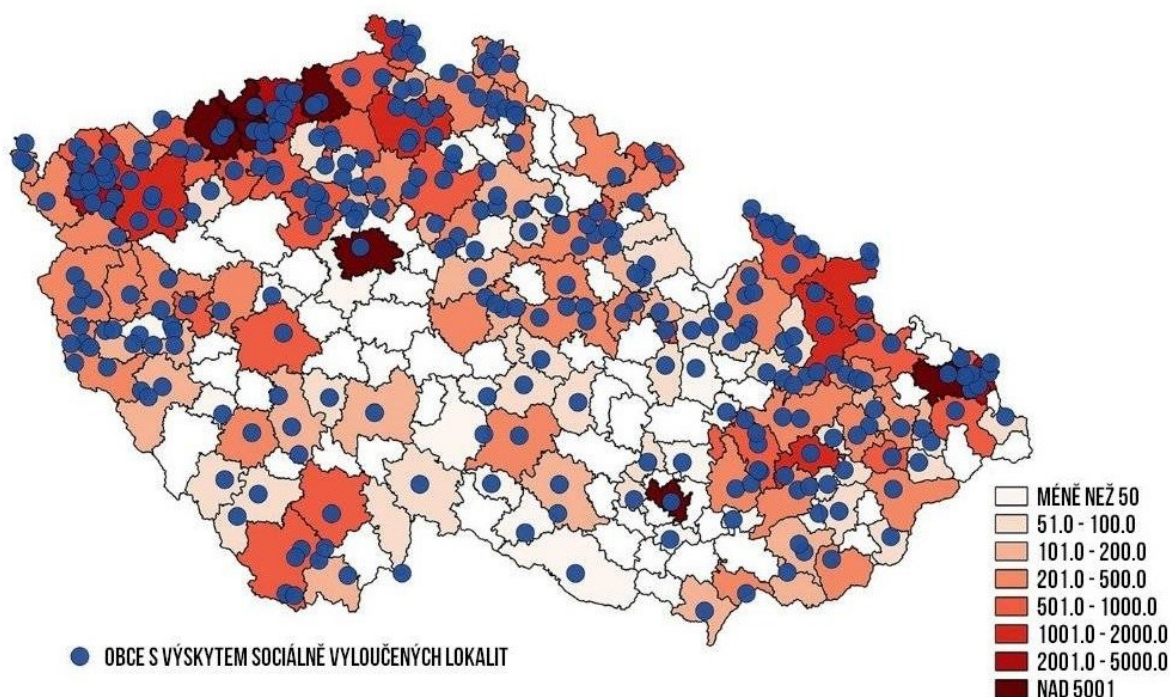 MÉNĚ NEŽ 50
51.0 - 100.0
101.0 - 200.0
201.0 - 500.0
501.0 - 1000.0
1001.0 - 2000.0
2001.0 - 5000.0
NAD 5001
OBCE S VÝSKYTEM SOCIÁLNĚ VYLOUČENÝCH LOKALIT